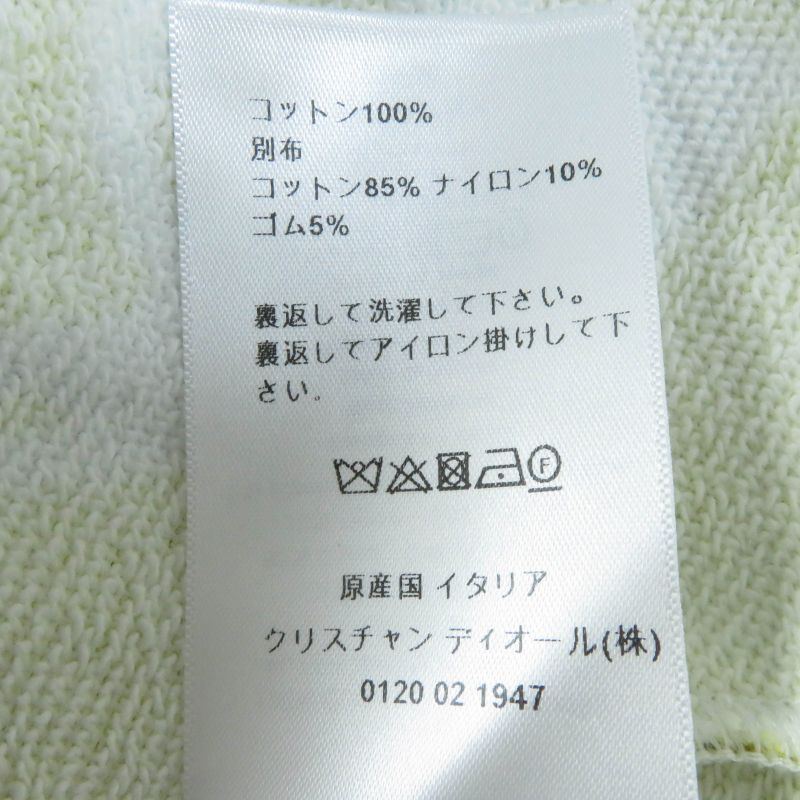 コットン100%
別布
コットン85% ナイロン10%
ゴム5%
裏返して洗濯して下さい。
裏返してアイロン掛けして下
さい。
F
原産国 イタリア
クリスチャン ディオール(株)
0120 02 1947